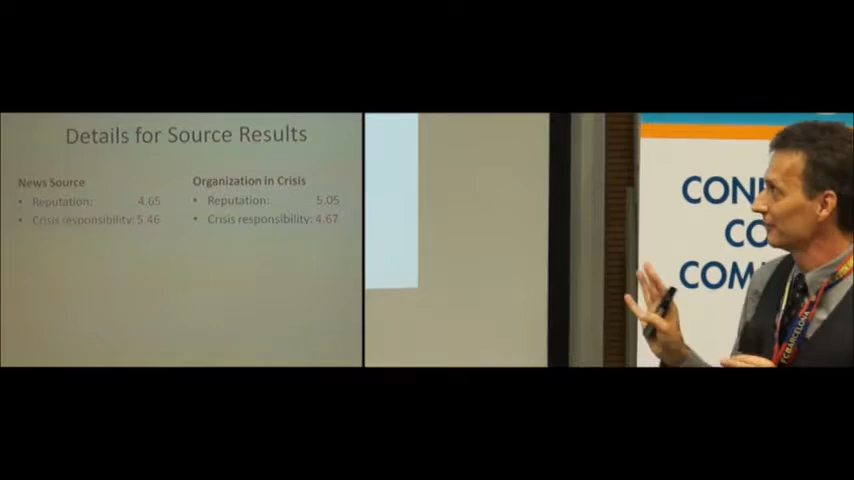 Details for Source Results
News Source
• Reputation: 4.65
• Crisis responsibility: 5.46
Organization in Crisis
• Reputation: 5.05
• Crisis responsibility: 4.67
CO
COM
FCBARCELONA